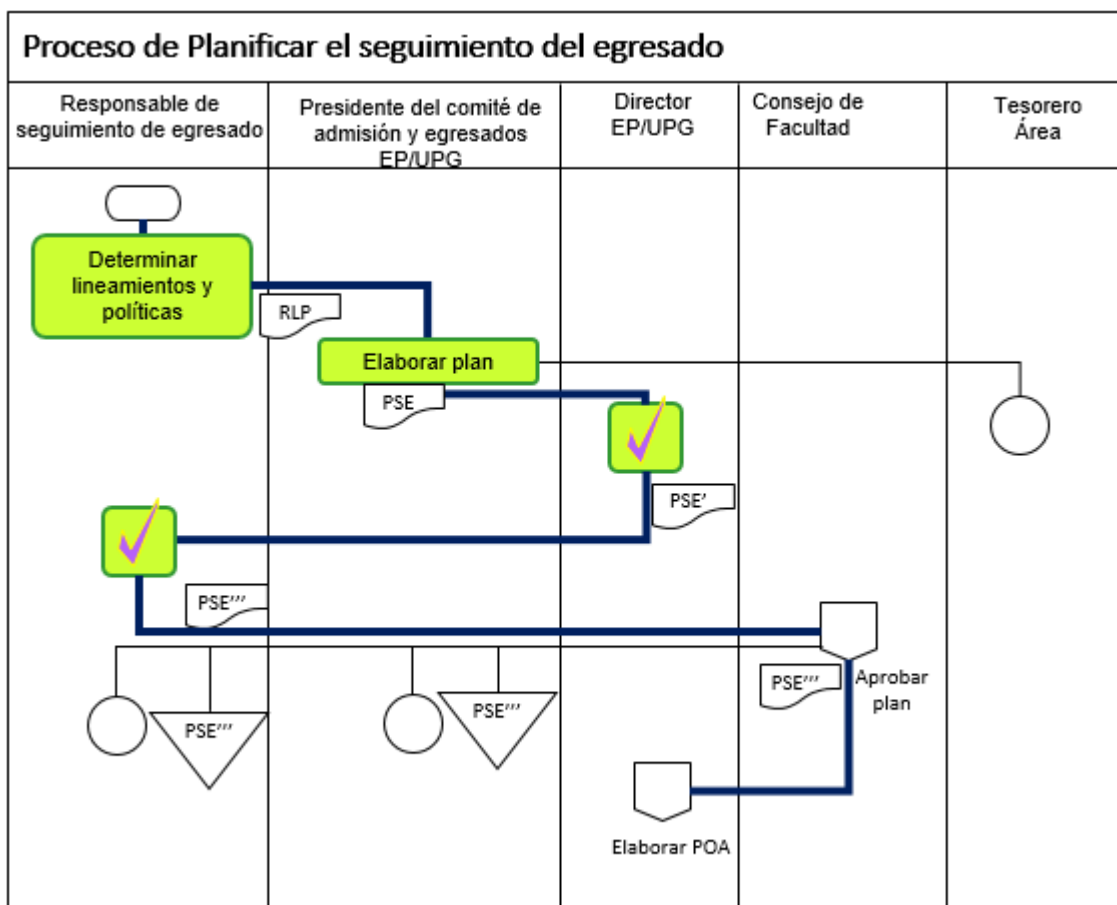 Proceso de Planificar el seguimiento del egresado
Responsable de
seguimiento de egresado
Presidente del comité de
admisión y egresados
EP/UPG
Director
EP/UPG
Consejo de
Facultad
Tesorero
Área
Determinar
lineamientos y
políticas
RLP
Elaborar plan
PSE
PSE’
PSE’’’
PSE’’’
Aprobar
plan
PSE’’’
PSE’’’
Elaborar POA